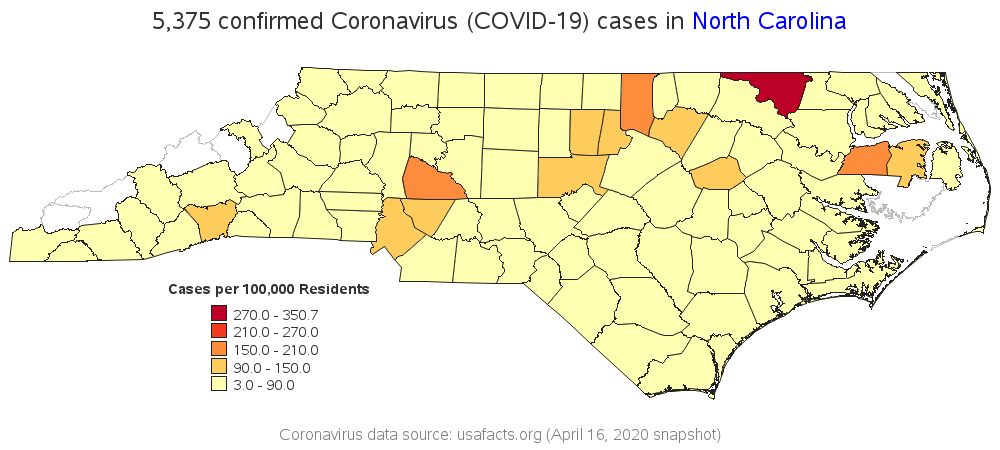 5,375 confirmed Coronavirus (COVID-19) cases in North Carolina
Cases per 100,000 Residents
270.0 - 350.7
210.0 - 270.0
150.0 - 210.0
90.0 - 150.0
3.0 - 90.0
Coronavirus data source: usafacts.org (April 16, 2020 snapshot)